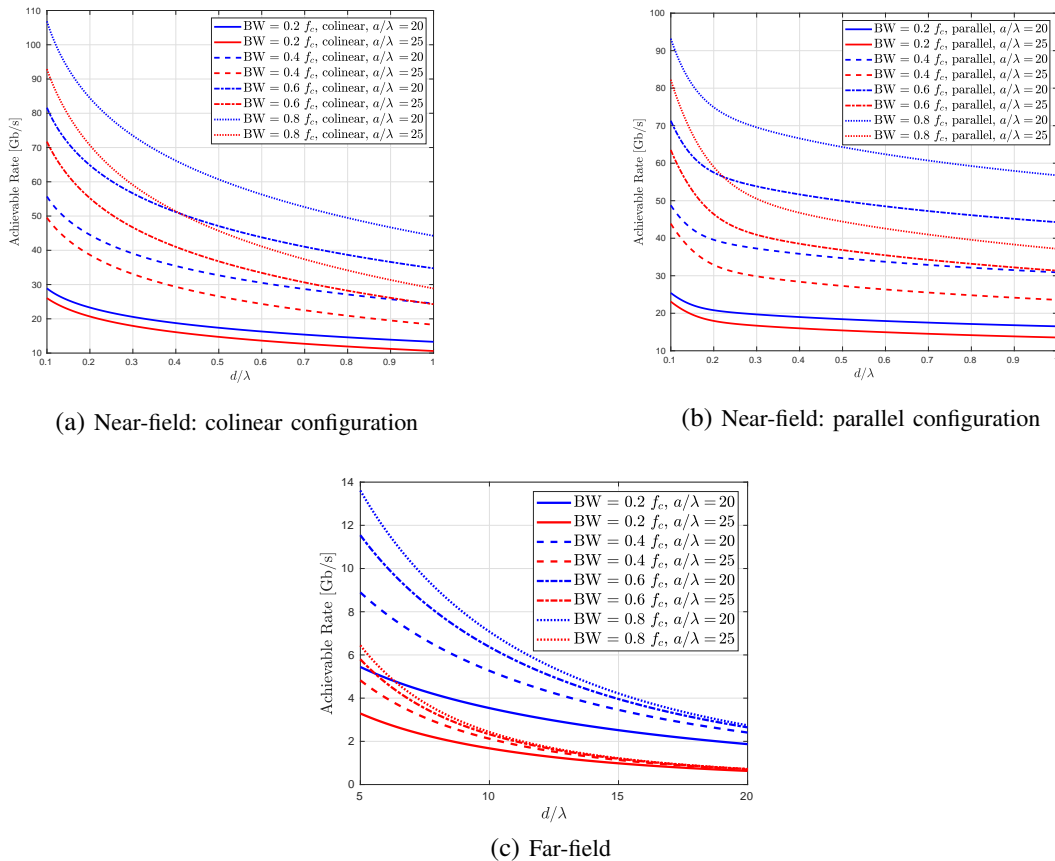 110
100
90
80
70
60
50
40
30
20
10
Achievable Rate [Gb/s]
BW = 0.2 f_c, colinear, a/λ = 20
BW = 0.2 f_c, colinear, a/λ = 25
BW = 0.4 f_c, colinear, a/λ = 20
BW = 0.4 f_c, colinear, a/λ = 25
BW = 0.6 f_c, colinear, a/λ = 20
BW = 0.6 f_c, colinear, a/λ = 25
BW = 0.8 f_c, colinear, a/λ = 20
BW = 0.8 f_c, colinear, a/λ = 25
0.1 0.2 0.3 0.4 0.5 0.6 0.7 0.8 0.9 1
d/λ
(a) Near-field: colinear configuration
100
90
80
70
60
50
40
30
20
10
Achievable Rate [Gb/s]
BW = 0.2 f_c, parallel, a/λ = 20
BW = 0.2 f_c, parallel, a/λ = 25
BW = 0.4 f_c parallel, a/λ = 20
BW = 0.4 f_c, parallel, a/λ = 25
BW = 0.6 f_c, parallel, a/λ = 20
BW = 0.6 f_c, parallel, a/λ = 25
BW = 0.8 f_c parallel, a/λ = 20
BW = 0.8 f_c parallel, a/λ = 25
0.1 0.2 0.3 0.4 0.5 0.6 0.7 0.8 0.9
d/λ
(b) Near-field: parallel configuration
14
12
10
8
6
4
2
0
Achievable Rate [Gb/s]
BW = 0.2 f_c, a/λ = 20
BW = 0.2 f_c, a/λ = 25
BW = 0.4 f_c, a/λ = 20
BW = 0.4 f_c, a/λ = 25
BW = 0.6 f_c, a/λ = 20
BW = 0.6 f_c, a/λ = 25
BW = 0.8 f_c, a/λ = 20
BW = 0.8 f_c, a/λ = 25
5 10 15 20
d/λ
(c) Far-field